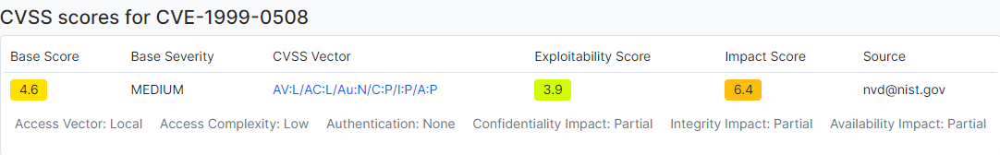 CVSS scores for CVE-1999-0508
Base Score Base Severity CVSS Vector Exploitability Score Impact Score Source
4.6 MEDIUM AV:L/AC:L/Au:N/C:P/I:P/A:P 3.9 6.4 nvd@nist.gov
Access Vector: Local Access Complexity: Low Authentication: None Confidentiality Impact: Partial Integrity Impact: Partial Availability Impact: Partial